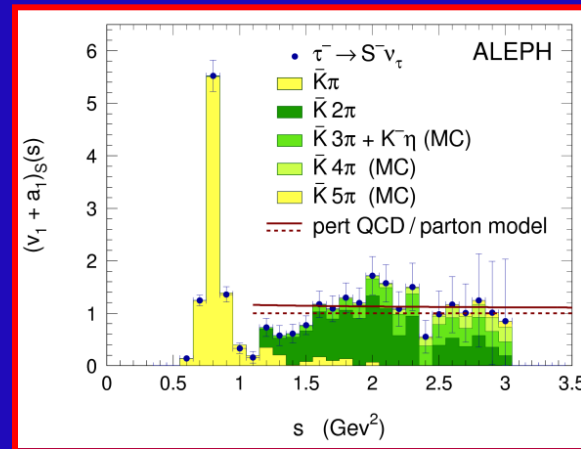 ALEPH
τ⁻ → S⁻ ν_τ
K̄π
K̄ 2π
K̄ 3π + K⁻η (MC)
K̄ 4π (MC)
K̄ 5π (MC)
pert QCD / parton model
(v₁ + a₁)_S(s)
6
5
4
3
2
1
0
0 0.5 1 1.5 2 2.5 3 3.5
s (Gev²)